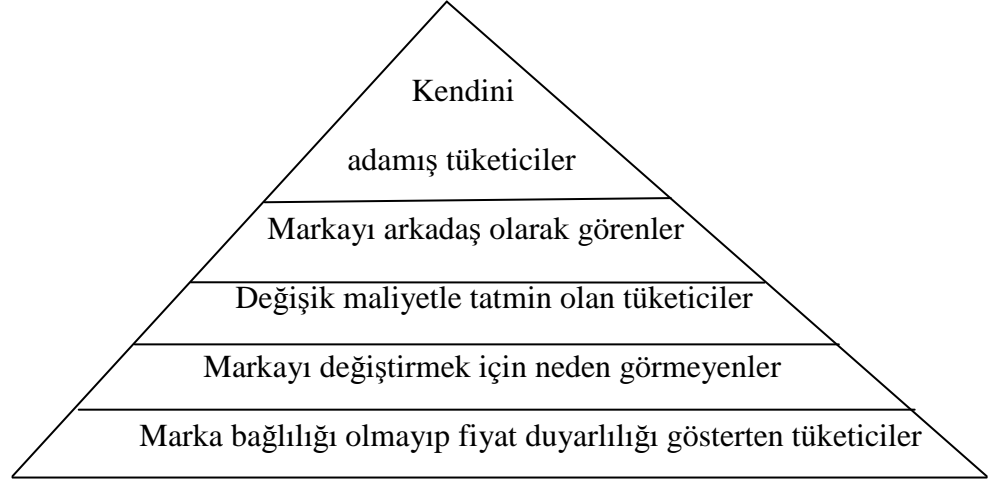 Kendini
adamış tüketiciler
Markayı arkadaş olarak görenler
Değişik maliyetle tatmin olan tüketiciler
Markayı değiştirmek için neden görmeyenler
Marka bağlılığı olmayıp fiyat duyarlılığı gösterten tüketiciler